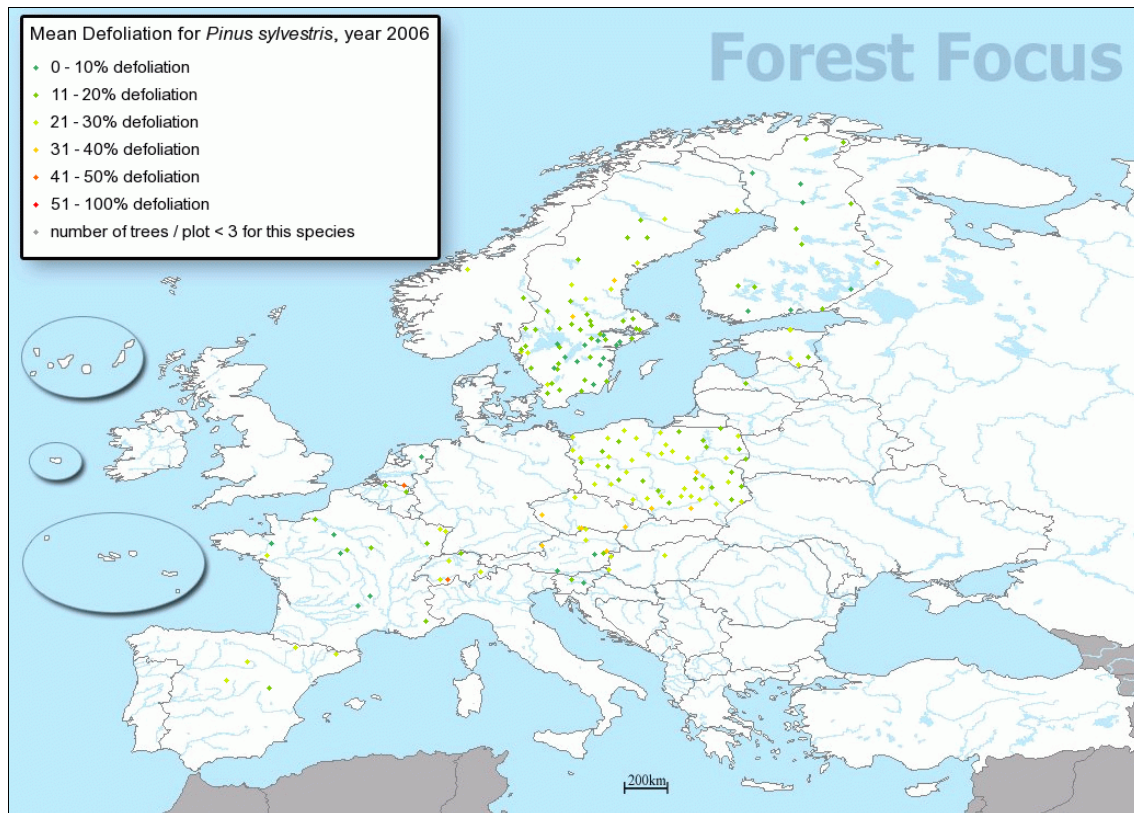 Mean Defoliation for Pinus sylvestris, year 2006
0 - 10% defoliation
11 - 20% defoliation
21 - 30% defoliation
31 - 40% defoliation
41 - 50% defoliation
51 - 100% defoliation
number of trees / plot < 3 for this species
Forest Focus
200km